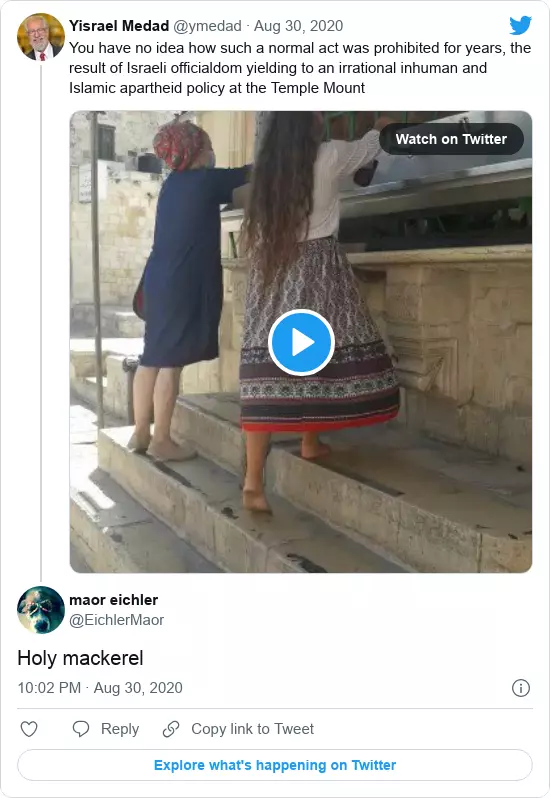 Yisrael Medad @ymedad · Aug 30, 2020
You have no idea how such a normal act was prohibited for years, the
result of Israeli officialdom yielding to an irrational inhuman and
Islamic apartheid policy at the Temple Mount
Watch on Twitter
maor eichler
@EichlerMaor
Holy mackerel
10:02 PM · Aug 30, 2020
Reply
Copy link to Tweet
Explore what's happening on Twitter